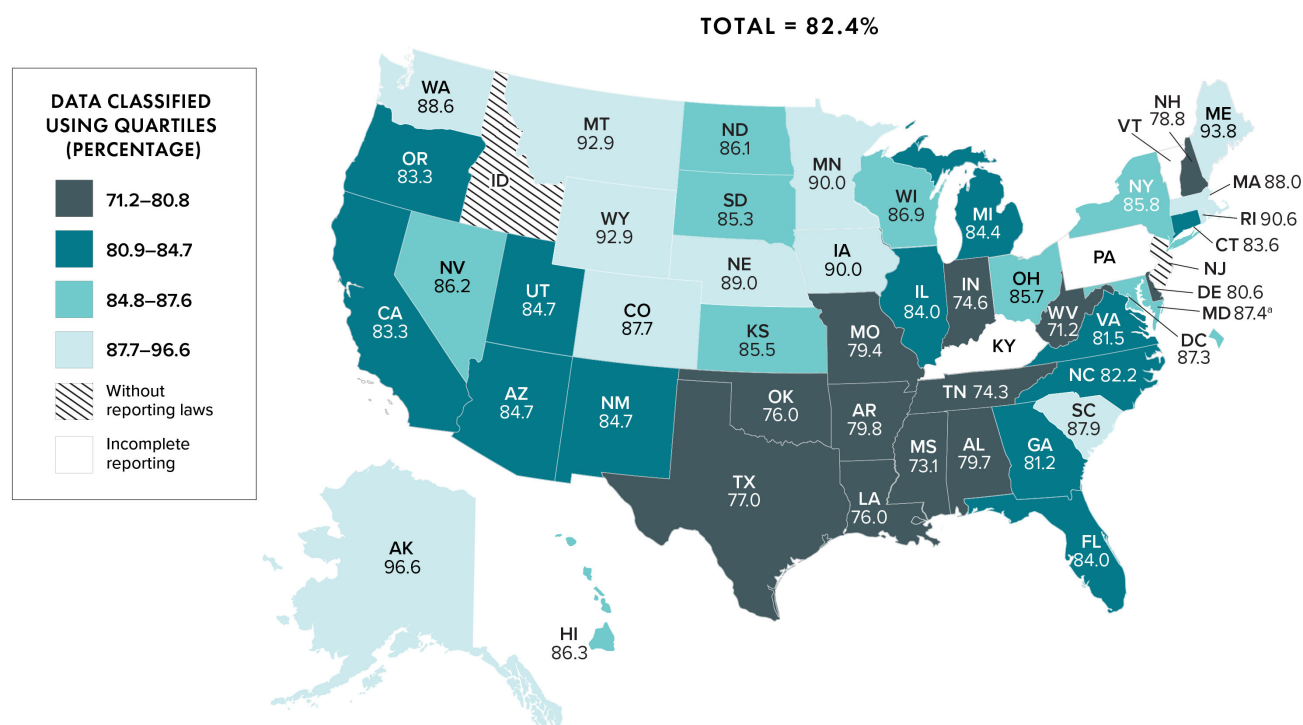 TOTAL = 82.4%
DATA CLASSIFIED
USING QUARTILES
(PERCENTAGE)
71.2–80.8
80.9–84.7
84.8–87.6
87.7–96.6
Without
reporting laws
Incomplete
reporting
WA
88.6
OR
83.3
CA
83.3
NV
86.2
ID
MT
92.9
WY
92.9
UT
84.7
CO
87.7
AZ
84.7
NM
84.7
ND
86.1
SD
85.3
NE
89.0
KS
85.5
OK
76.0
TX
77.0
MN
90.0
IA
90.0
MO
79.4
AR
79.8
LA
76.0
WI
86.9
IL
84.0
MI
84.4
IN
74.6
OH
85.7
KY
TN 74.3
MS
73.1
AL
79.7
GA
81.2
FL
84.0
SC
87.9
NC 82.2
VA
81.5
WV
71.2
PA
NY
85.8
VT
NH
78.8
ME
93.8
MA 88.0
RI 90.6
CT 83.6
NJ
DE 80.6
MD 87.4ª
DC
87.3
AK
96.6
HI
86.3